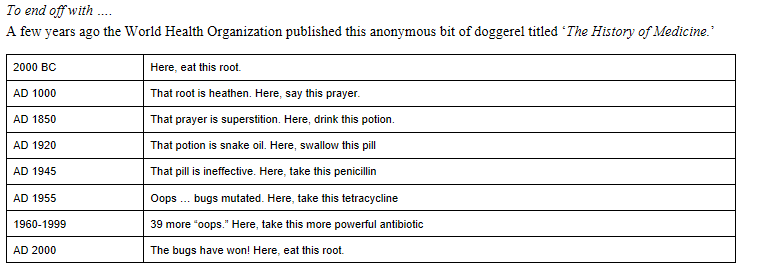 To end off with ….
A few years ago the World Health Organization published this anonymous bit of doggerel titled ‘The History of Medicine.’
2000 BC Here, eat this root.
AD 1000 That root is heathen. Here, say this prayer.
AD 1850 That prayer is superstition. Here, drink this potion.
AD 1920 That potion is snake oil. Here, swallow this pill
AD 1945 That pill is ineffective. Here, take this penicillin
AD 1955 Oops … bugs mutated. Here, take this tetracycline
1960-1999 39 more “oops.” Here, take this more powerful antibiotic
AD 2000 The bugs have won! Here, eat this root.